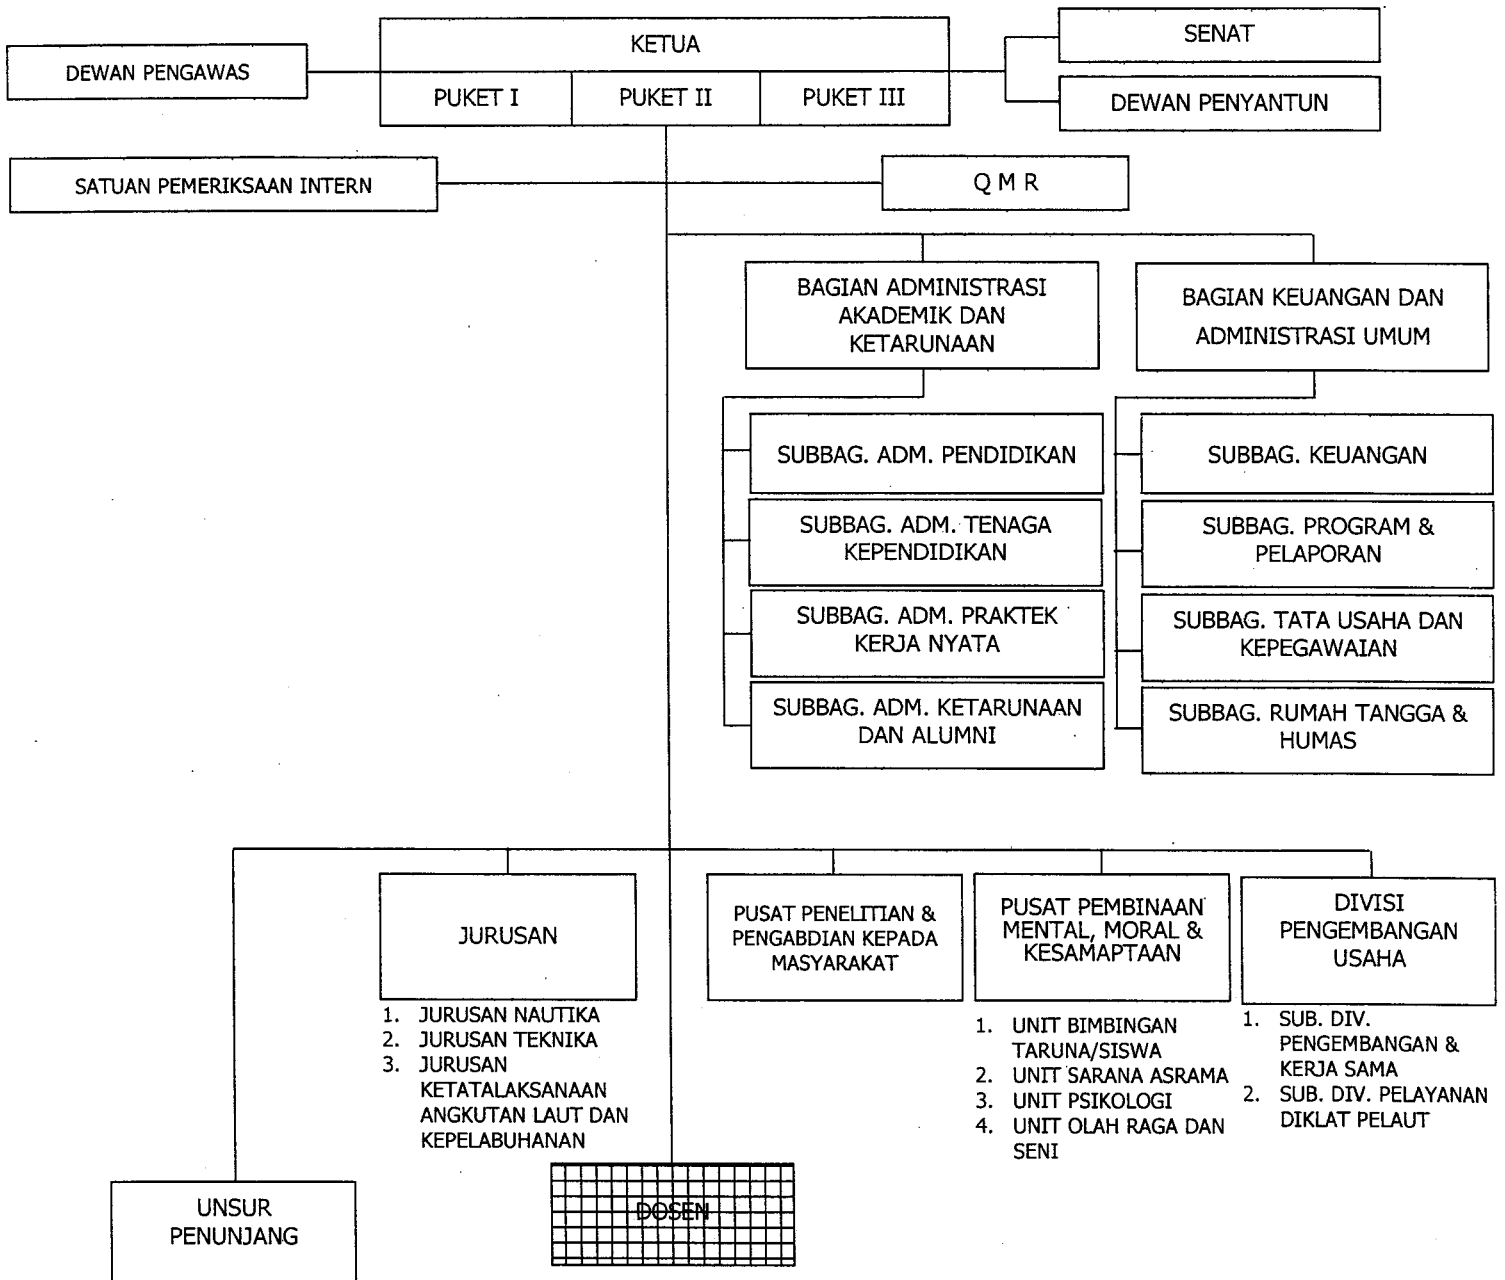 KETUA
SENAT
DEWAN PENGAWAS
PUKET I
PUKET II
PUKET III
DEWAN PENYANTUN
SATUAN PEMERIKSAAN INTERN
Q M R
BAGIAN ADMINISTRASI
AKADEMIK DAN
KETARUNAAN
BAGIAN KEUANGAN DAN
ADMINISTRASI UMUM
SUBBAG. ADM. PENDIDIKAN
SUBBAG. ADM. TENAGA
KEPENDIDIKAN
SUBBAG. ADM. PRAKTEK
KERJA NYATA
SUBBAG. ADM. KETARUNAAN
DAN ALUMNI
SUBBAG. KEUANGAN
SUBBAG. PROGRAM &
PELAPORAN
SUBBAG. TATA USAHA DAN
KEPEGAWAIAN
SUBBAG. RUMAH TANGGA &
HUMAS
JURUSAN
1. JURUSAN NAUTIKA
2. JURUSAN TEKNIKA
3. JURUSAN
KETATALAKSANAAN
ANGKUTAN LAUT DAN
KEPELABUHANAN
PUSAT PENELITIAN &
PENGABDIAN KEPADA
MASYARAKAT
PUSAT PEMBINAAN
MENTAL, MORAL &
KESAMAPTAAN
1. UNIT BIMBINGAN
TARUNA/SISWA
2. UNIT SARANA ASRAMA
3. UNIT PSIKOLOGI
4. UNIT OLAH RAGA DAN
SENI
DIVISI
PENGEMBANGAN
USAHA
1. SUB. DIV.
PENGEMBANGAN &
KERJA SAMA
2. SUB. DIV. PELAYANAN
DIKLAT PELAUT
UNSUR
PENUNJANG
DOSEN